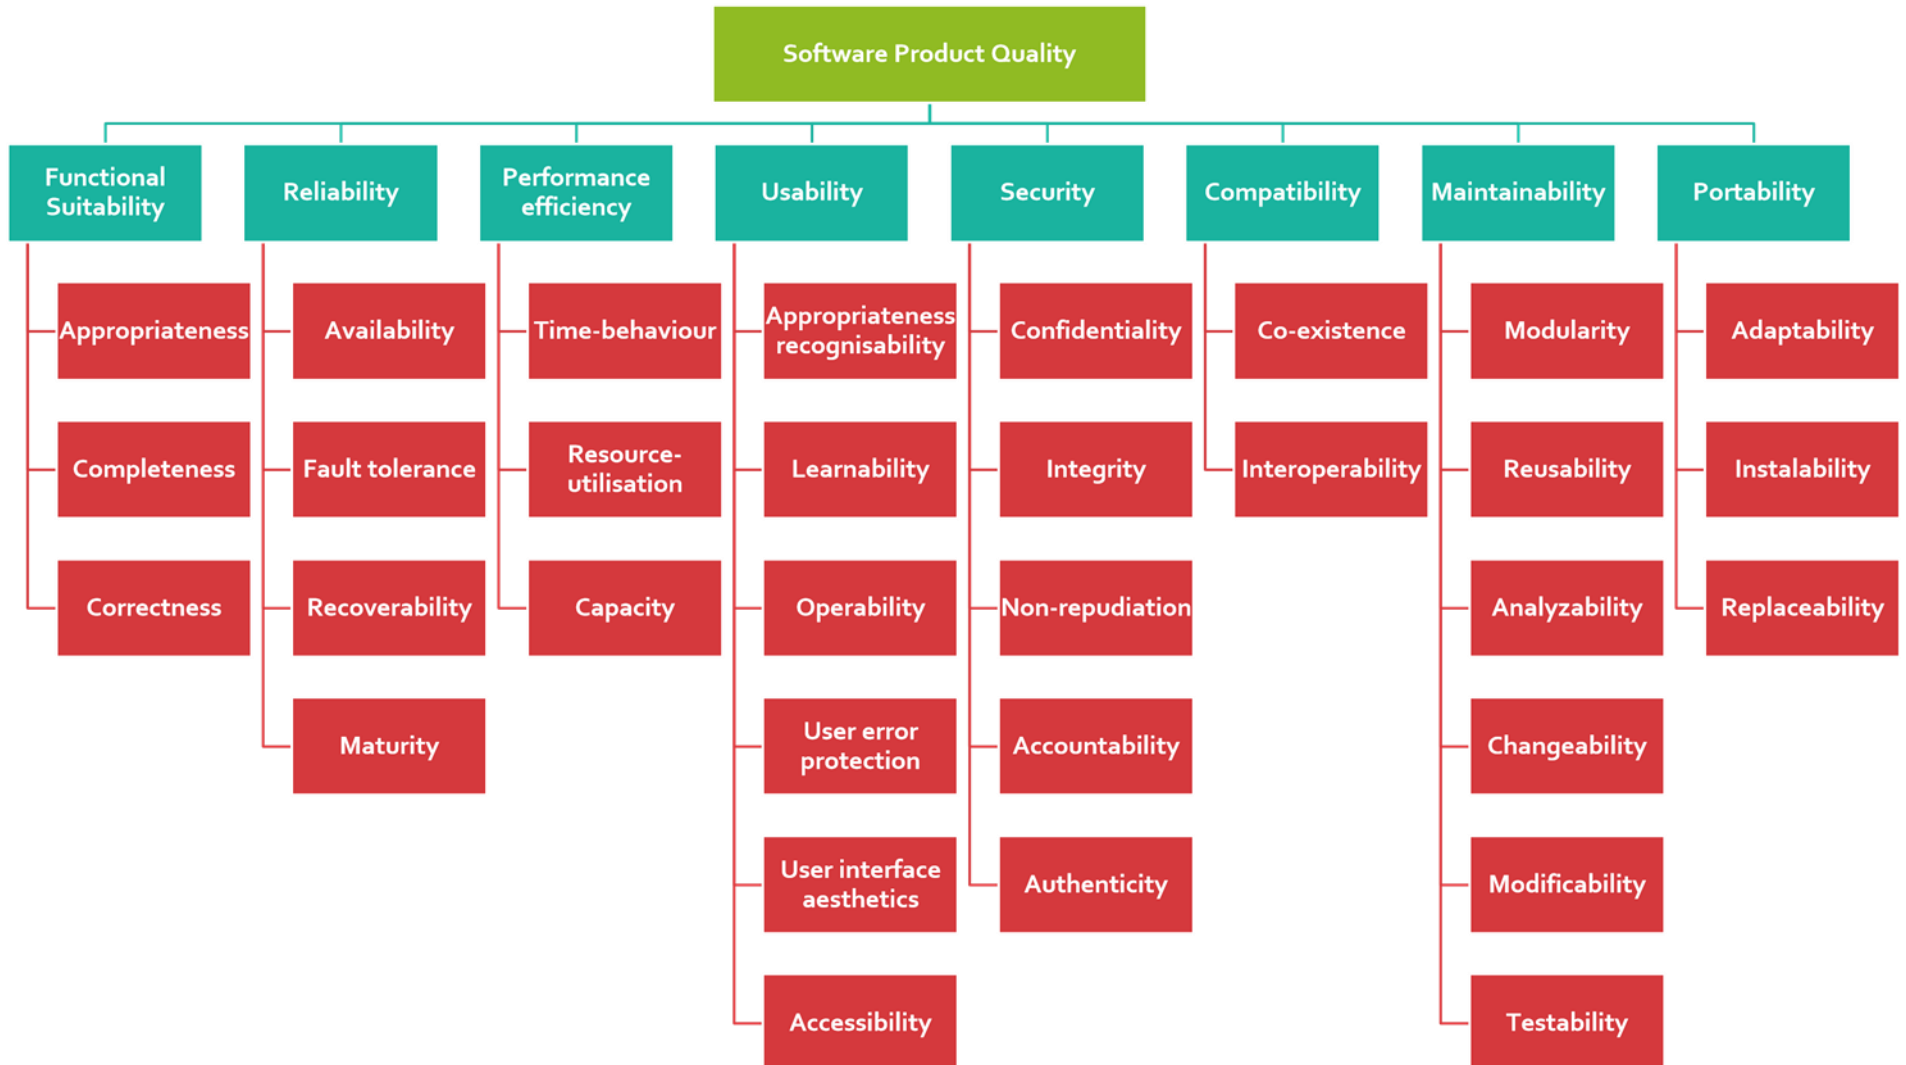 Software Product Quality
Functional
Suitability
Reliability
Performance
efficiency
Usability
Security
Compatibility
Maintainability
Portability
Appropriateness
Availability
Time-behaviour
Appropriateness
recognisability
Confidentiality
Co-existence
Modularity
Adaptability
Completeness
Fault tolerance
Resource-
utilisation
Learnability
Integrity
Interoperability
Reusability
Instalability
Correctness
Recoverability
Capacity
Operability
Non-repudiation
Analyzability
Replaceability
Maturity
User error
protection
Accountability
Changeability
User interface
aesthetics
Authenticity
Modificability
Accessibility
Testability